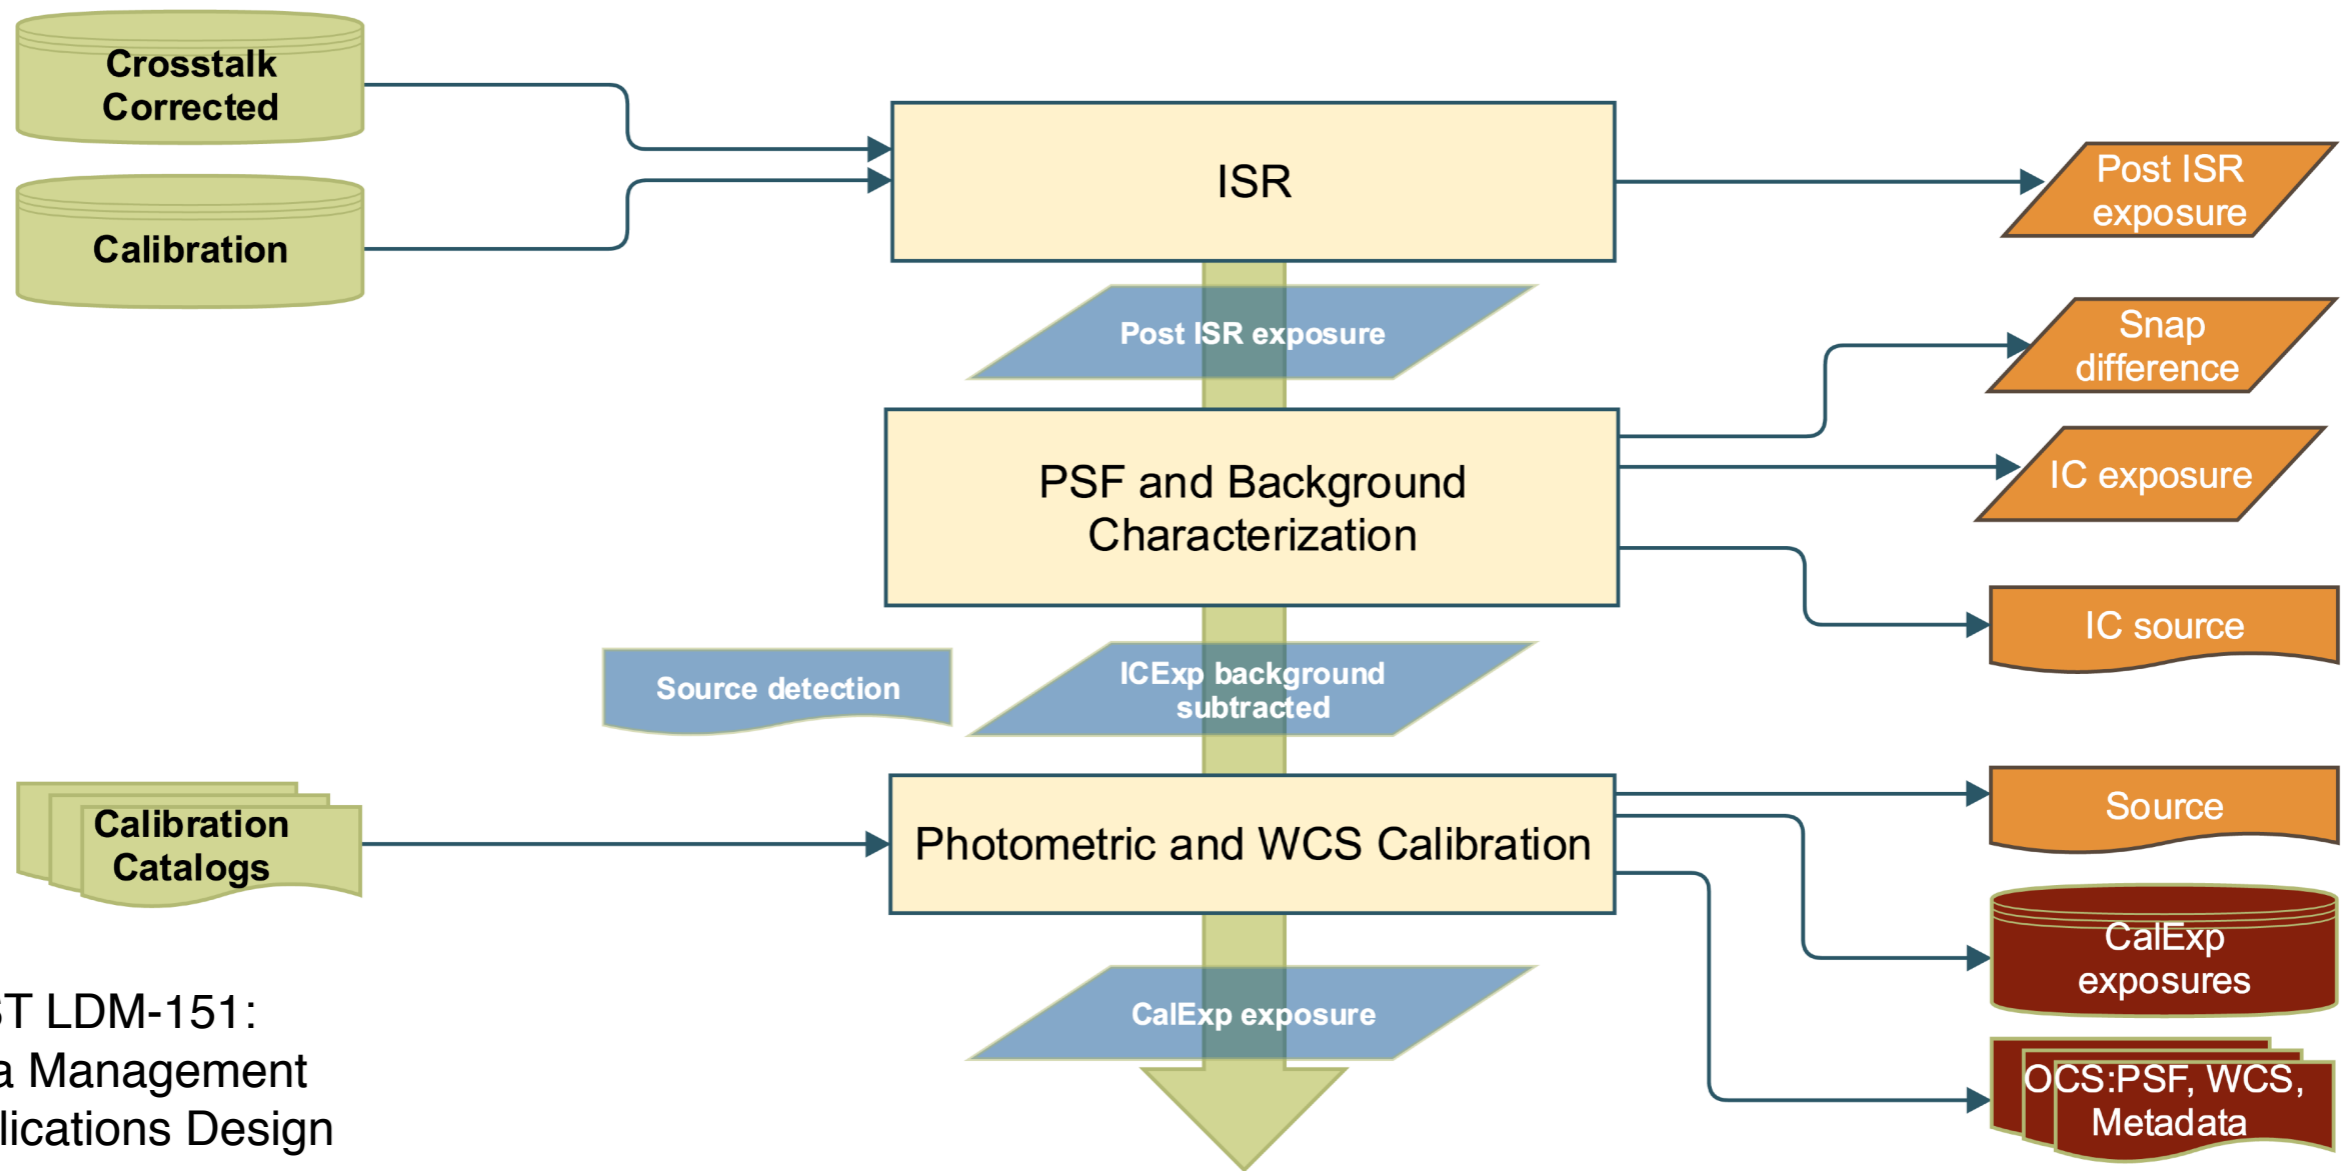 Crosstalk
Corrected
Calibration
ISR
Post ISR
exposure
Post ISR exposure
Snap
difference
PSF and Background
Characterization
IC exposure
IC source
Source detection
ICExp background
subtracted
Calibration
Catalogs
Photometric and WCS Calibration
Source
CalExp
exposures
CalExp exposure
OCS:PSF, WCS,
Metadata
LDM-151:
Management
Design